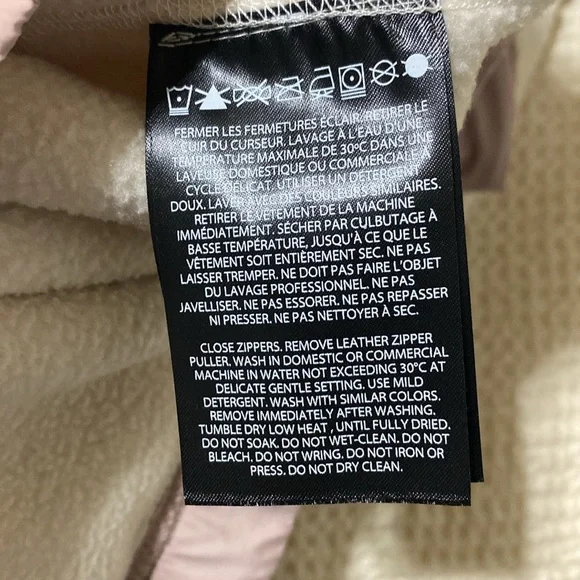 FERMER LES FERMETURES ÉCLAIR. RETIRER LE
CUIR DU CURSEUR. LAVAGE À L'EAU D'UNE
TEMPÉRATURE MAXIMALE DE 30ºC DANS UNE
LAVEUSE DOMESTIQUE OU COMMERCIALE,
CYCLE DÉLICAT. UTILISER UN DÉTERGENT
DOUX. LAVER AVEC DES COULEURS SIMILAIRES.
RETIRER LE VÊTEMENT DE LA MACHINE
IMMÉDIATEMENT. SÉCHER PAR CULBUTAGE À
BASSE TEMPÉRATURE, JUSQU'À CE QUE LE
VÊTEMENT SOIT ENTIÈREMENT SEC. NE PAS
LAISSER TREMPER. NE DOIT PAS FAIRE L'OBJET
DU LAVAGE PROFESSIONNEL. NE PAS
JAVELLISER. NE PAS ESSORER. NE PAS REPASSER
NI PRESSER. NE PAS NETTOYER À SEC.
CLOSE ZIPPERS. REMOVE LEATHER ZIPPER
PULLER. WASH IN DOMESTIC OR COMMERCIAL
MACHINE IN WATER NOT EXCEEDING 30ºC AT
DELICATE GENTLE SETTING. USE MILD
DETERGENT. WASH WITH SIMILAR COLORS.
REMOVE IMMEDIATELY AFTER WASHING.
TUMBLE DRY LOW HEAT , UNTIL FULLY DRIED.
DO NOT SOAK. DO NOT WET-CLEAN. DO NOT
BLEACH. DO NOT WRING. DO NOT IRON OR
PRESS. DO NOT DRY CLEAN.